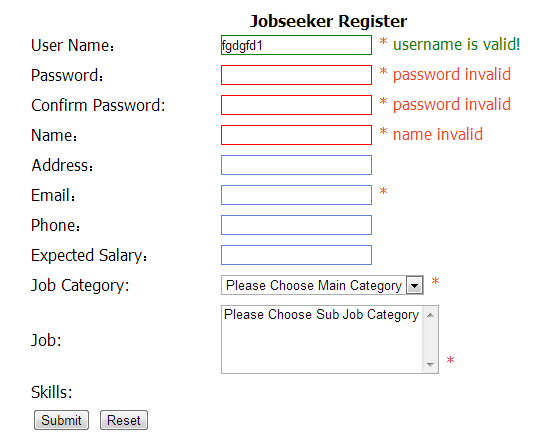 Jobseeker Register
User Name： fgdgfd1 * username is valid!
Password： * password invalid
Confirm Password: * password invalid
Name： * name invalid
Address：
Email： *
Phone：
Expected Salary：
Job Category: Please Choose Main Category *
Please Choose Sub Job Category
Job: *
Skills:
Submit Reset